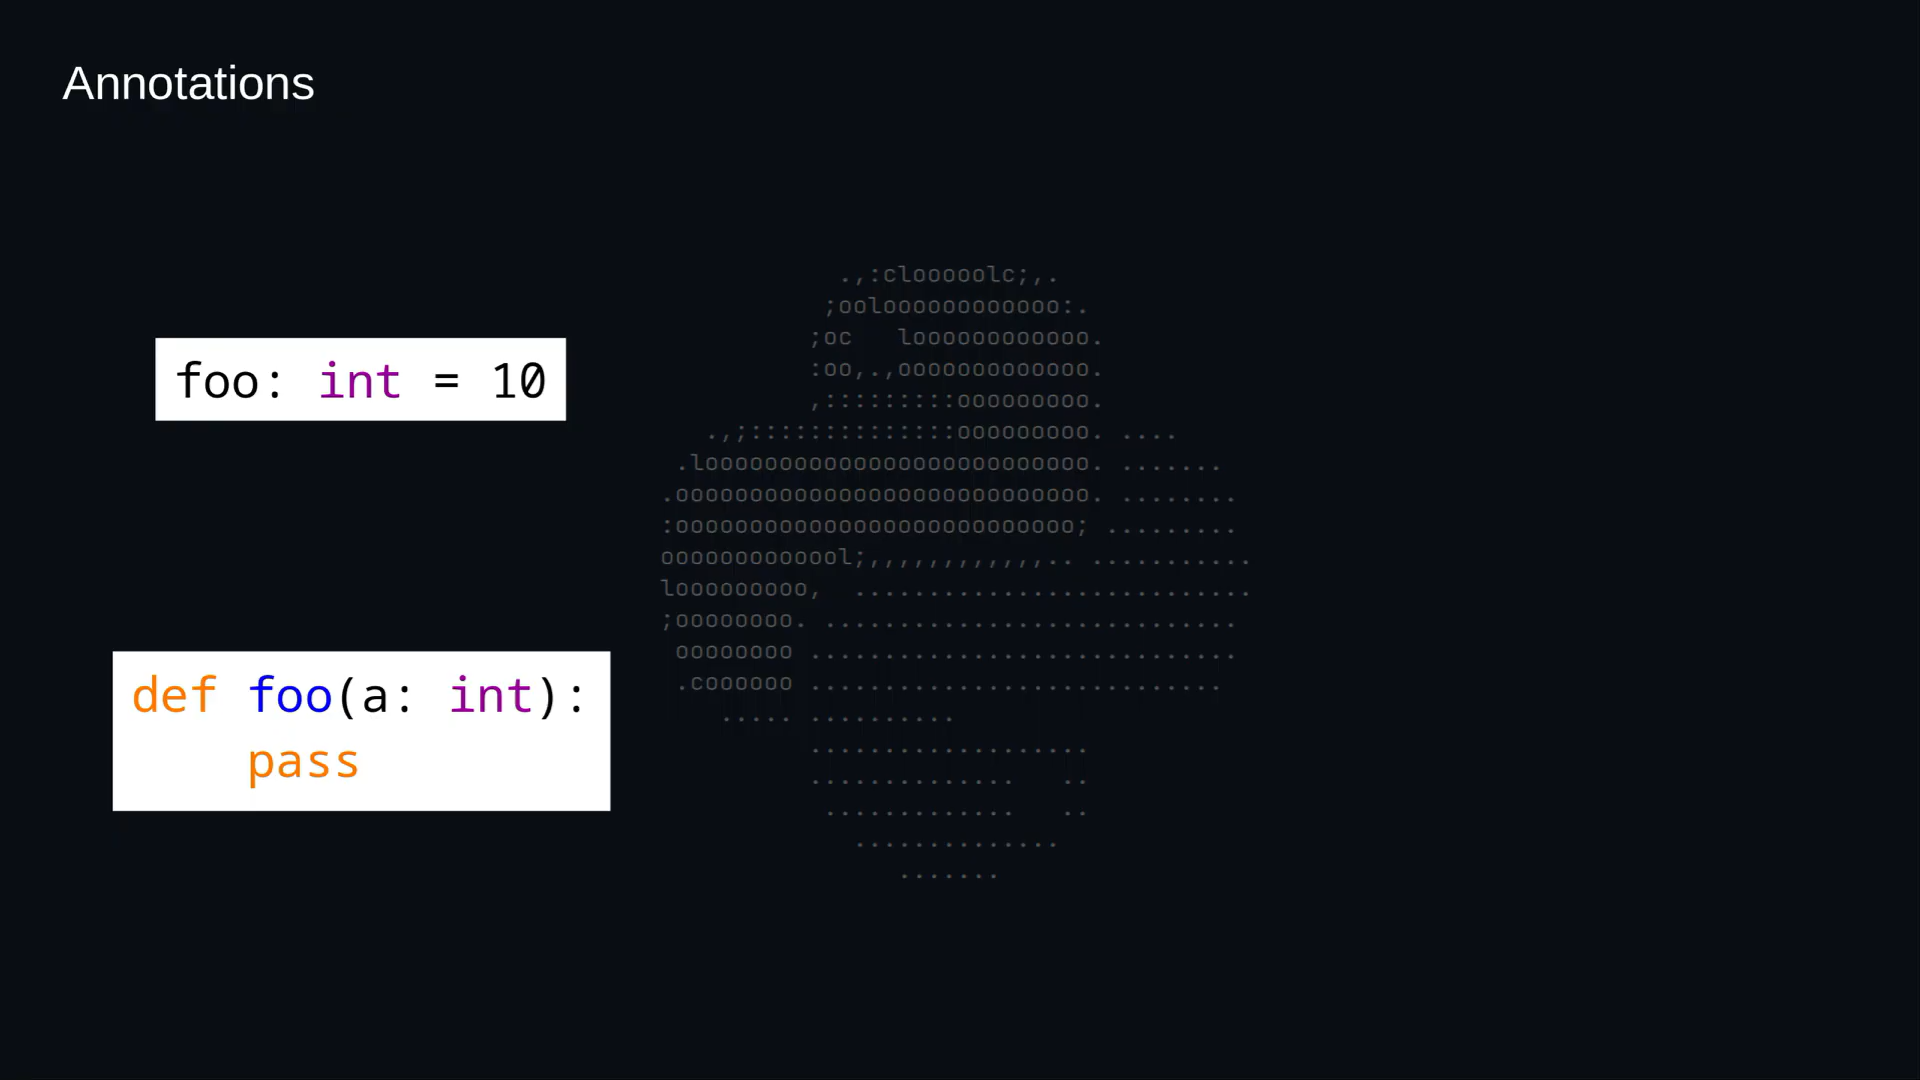 Annotations
foo: int = 10
def foo(a: int):
    pass